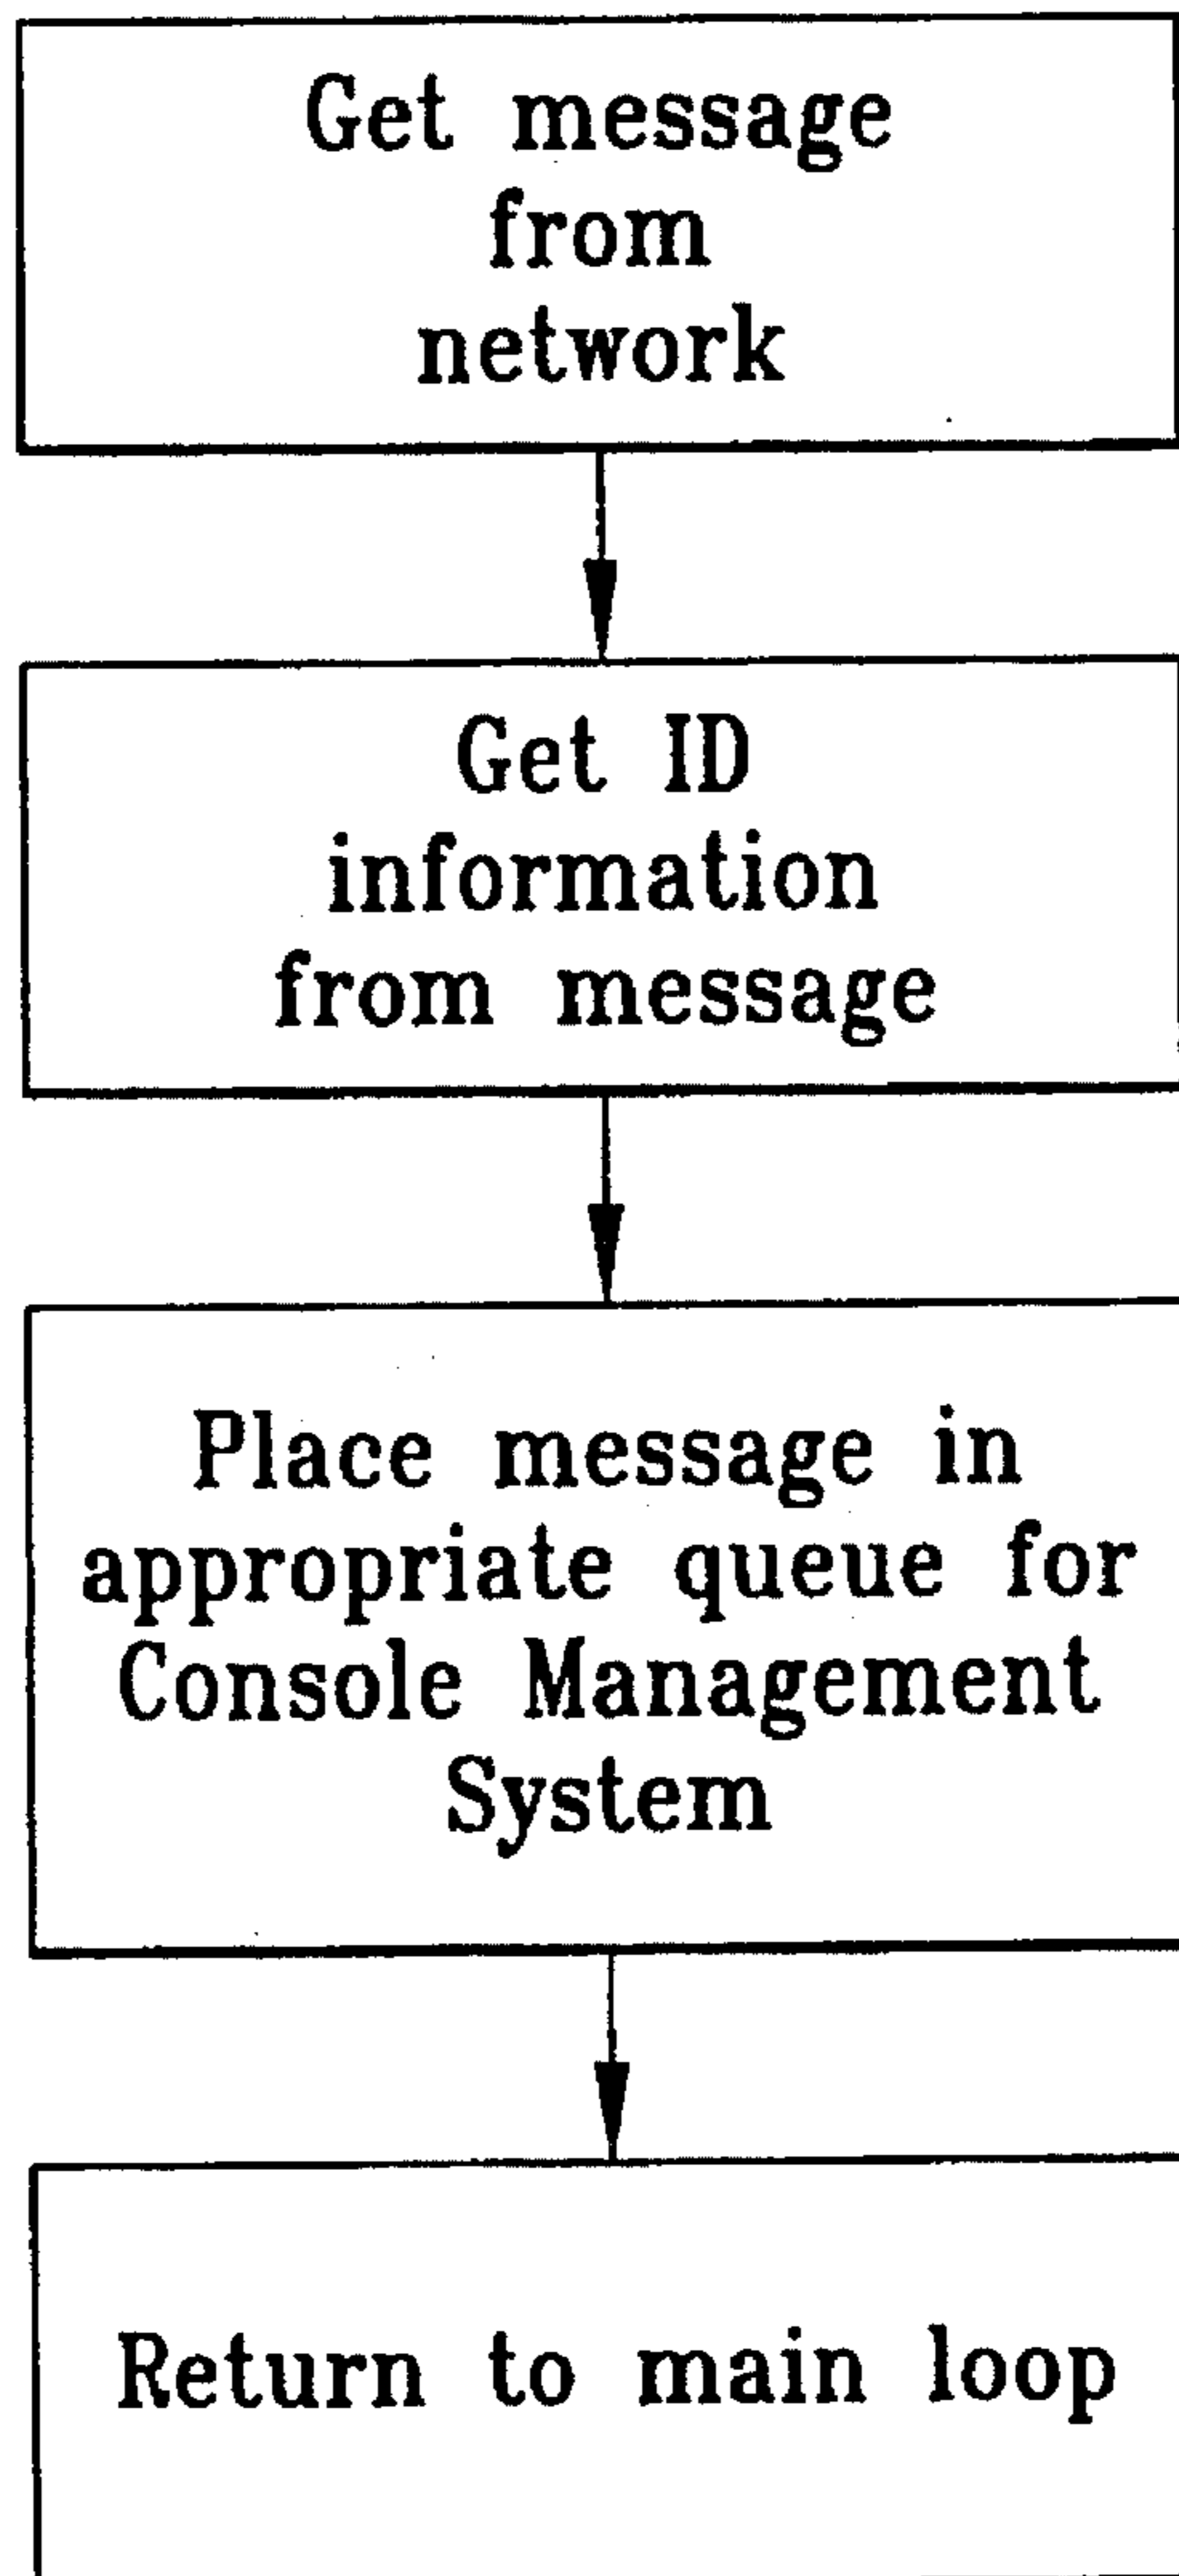 Get message
from
network
Get ID
information
from message
Place message in
appropriate queue for
Console Management
System
Return to main loop